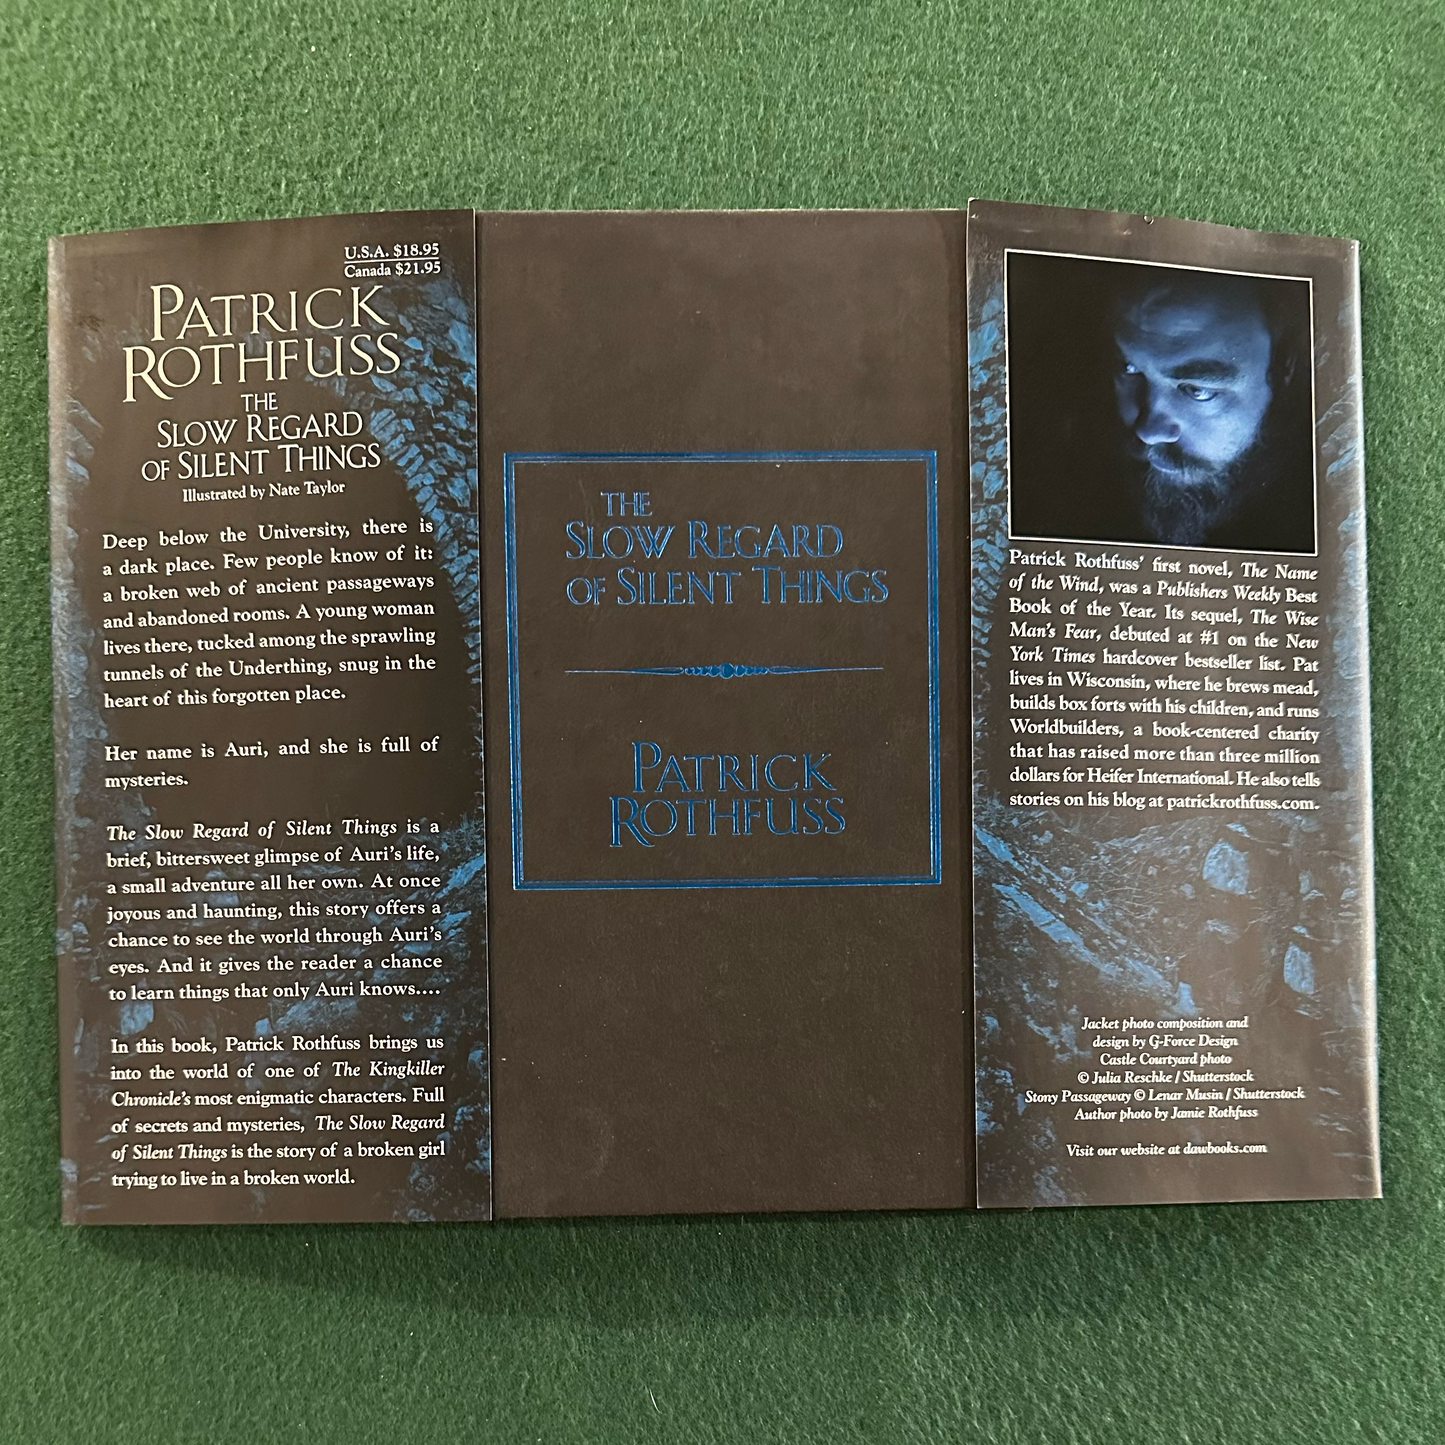 U.S.A. $18.95
Canada $21.95
PATRICK
ROTHFUSS
THE
SLOW REGARD
OF SILENT THINGS
Illustrated by Nate Taylor
Deep below the University, there is
a dark place. Few people know of it:
a broken web of ancient passageways
and abandoned rooms. A young woman
lives there, tucked among the sprawling
tunnels of the Underthing, snug in the
heart of this forgotten place.
Her name is Auri, and she is full of
mysteries.
The Slow Regard of Silent Things is a
brief, bittersweet glimpse of Auri's life,
a small adventure all her own. At once
joyous and haunting, this story offers a
chance to see the world through Auri's
eyes. And it gives the reader a chance
to learn things that only Auri knows....
In this book, Patrick Rothfuss brings us
into the world of one of The Kingkiller
Chronicle's most enigmatic characters. Full
of secrets and mysteries, The Slow Regard
of Silent Things is the story of a broken girl
trying to live in a broken world.
THE
SLOW REGARD
OF SILENT THINGS
PATRICK
ROTHFUSS
Patrick Rothfuss' first novel, The Name
of the Wind, was a Publishers Weekly Best
Book of the Year. Its sequel, The Wise
Man's Fear, debuted at #1 on the New
York Times hardcover bestseller list. Pat
lives in Wisconsin, where he brews mead,
builds box forts with his children, and runs
Worldbuilders, a book-centered charity
that has raised more than three million
dollars for Heifer International. He also tells
stories on his blog at patrickrothfuss.com.
Jacket photo composition and
design by G-Force Design
Castle Courtyard photo
© Julia Reschke / Shutterstock
Stony Passageway © Lenar Musin / Shutterstock
Author photo by Jamie Rothfuss
Visit our website at dawbooks.com